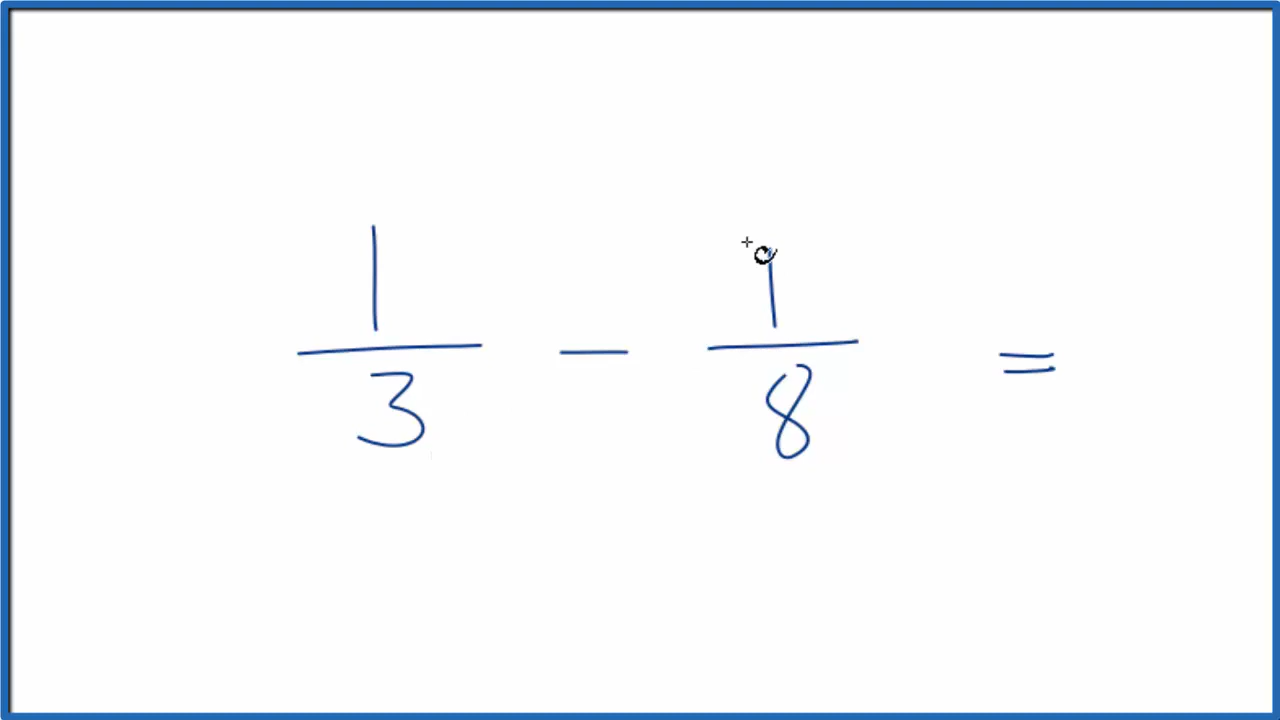 1/3 - 1/8 =